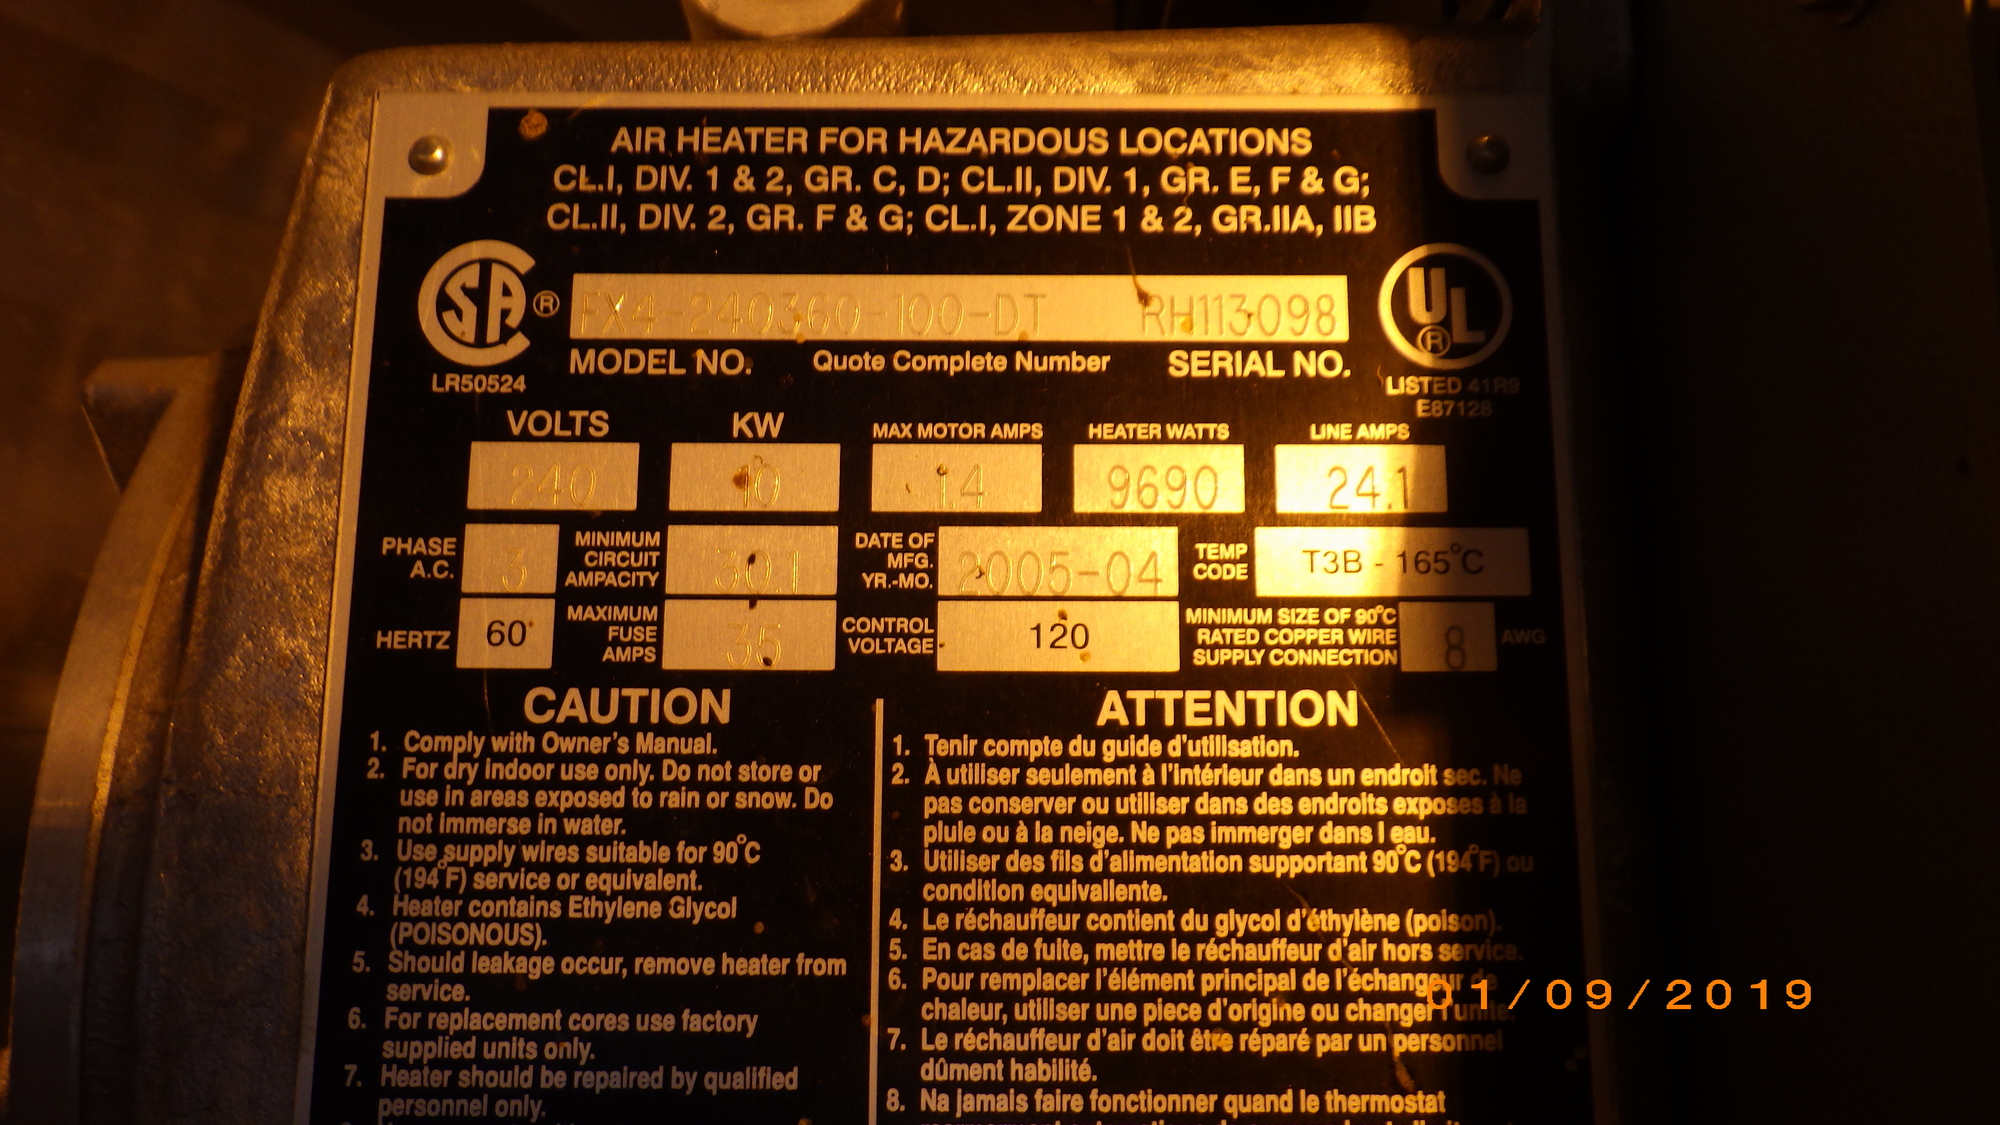 AIR HEATER FOR HAZARDOUS LOCATIONS
CL.I, DIV. 1 & 2, GR. C, D; CL.II, DIV. 1, GR. E, F & G;
CL.II, DIV. 2, GR. F & G; CL.I, ZONE 1 & 2, GR.IIA, IIB
SA ® FX4-240360-100-DT RH113098 UL ®
MODEL NO. Quote Complete Number SERIAL NO.
LR50524 LISTED 41R9
E87128
VOLTS KW MAX MOTOR AMPS HEATER WATTS LINE AMPS
240 10 1.4 9690 24.1
PHASE A.C. 3 MINIMUM CIRCUIT AMPACITY 30.1 DATE OF MFG. YR.-MO. 2005-04 TEMP CODE T3B - 165°C
HERTZ 60 MAXIMUM FUSE AMPS 35 CONTROL VOLTAGE 120 MINIMUM SIZE OF 90°C RATED COPPER WIRE SUPPLY CONNECTION 8 AWG
CAUTION
1. Comply with Owner's Manual.
2. For dry indoor use only. Do not store or
use in areas exposed to rain or snow. Do
not immerse in water.
3. Use supply wires suitable for 90°C
(194°F) service or equivalent.
4. Heater contains Ethylene Glycol
(POISONOUS).
5. Should leakage occur, remove heater from
service.
6. For replacement cores use factory
supplied units only.
7. Heater should be repaired by qualified
personnel only.
ATTENTION
1. Tenir compte du guide d'utilisation.
2. À utiliser seulement à l'intérieur dans un endroit sec. Ne
pas conserver ou utiliser dans des endroits exposes à la
pluie ou à la neige. Ne pas immerger dans l eau.
3. Utiliser des fils d'alimentation supportant 90°C (194°F) ou
condition equivallente.
4. Le réchauffeur contient du glycol d'éthylène (poison).
5. En cas de fuite, mettre le réchauffeur d'air hors service.
6. Pour remplacer l'élément principal de l'échangeur de
chaleur, utiliser une piece d'origine ou changer l'unité.
7. Le réchauffeur d'air doit être réparé par un personnel
dûment habilité.
8. Na jamais faire fonctionner quand le thermostat
01/09/2019